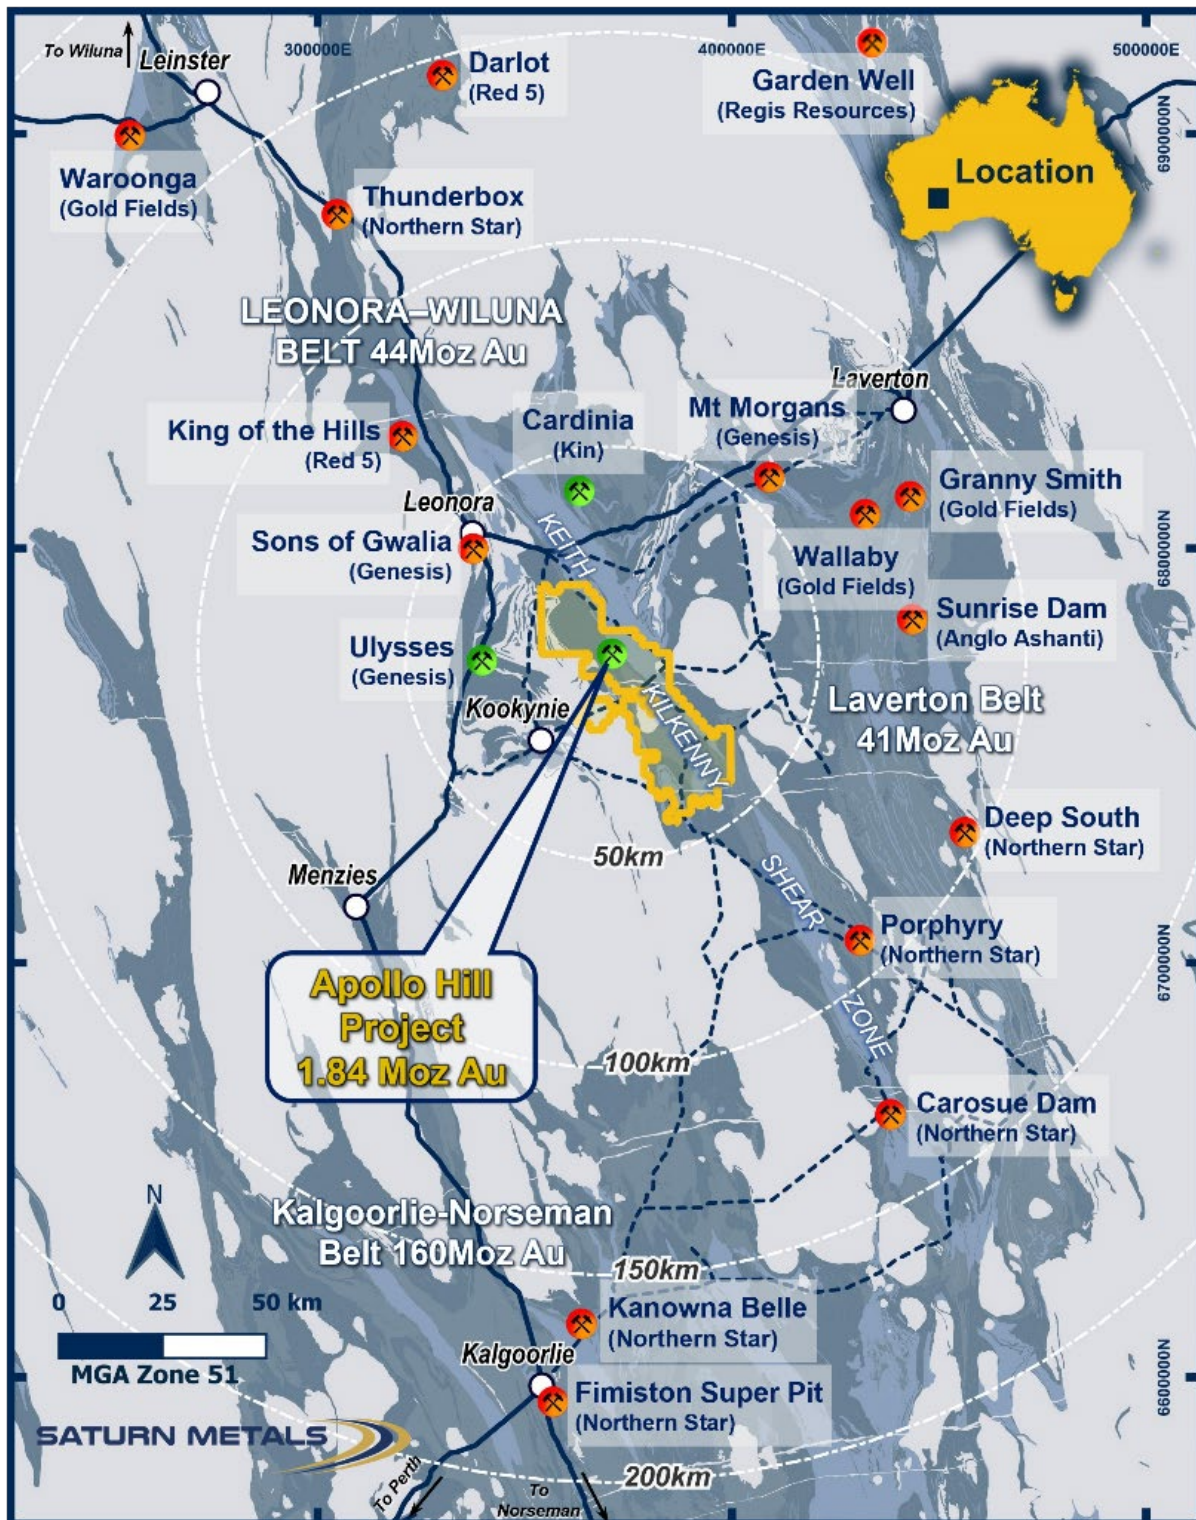 To Wiluna
Leinster
300000E
400000E
500000E
Darlot
(Red 5)
Garden Well
(Regis Resources)
6900000N
Location
Waroonga
(Gold Fields)
Thunderbox
(Northern Star)
LEONORA–WILUNA
BELT 44Moz Au
Laverton
King of the Hills
(Red 5)
Cardinia
(Kin)
Mt Morgans
(Genesis)
Granny Smith
(Gold Fields)
Leonora
KEITH
Sons of Gwalia
(Genesis)
Wallaby
(Gold Fields)
6800000N
Sunrise Dam
(Anglo Ashanti)
Ulysses
(Genesis)
Kookynie
KILKENNY
Laverton Belt
41Moz Au
Deep South
(Northern Star)
50km
Menzies
SHEAR
Porphyry
(Northern Star)
6700000N
Apollo Hill
Project
1.84 Moz Au
ZONE
100km
Carosue Dam
(Northern Star)
N
Kalgoorlie-Norseman
Belt 160Moz Au
150km
0 25 50 km
MGA Zone 51
Kanowna Belle
(Northern Star)
Kalgoorlie
Fimiston Super Pit
(Northern Star)
6600000N
SATURN METALS
200km
To Perth
To
Norseman